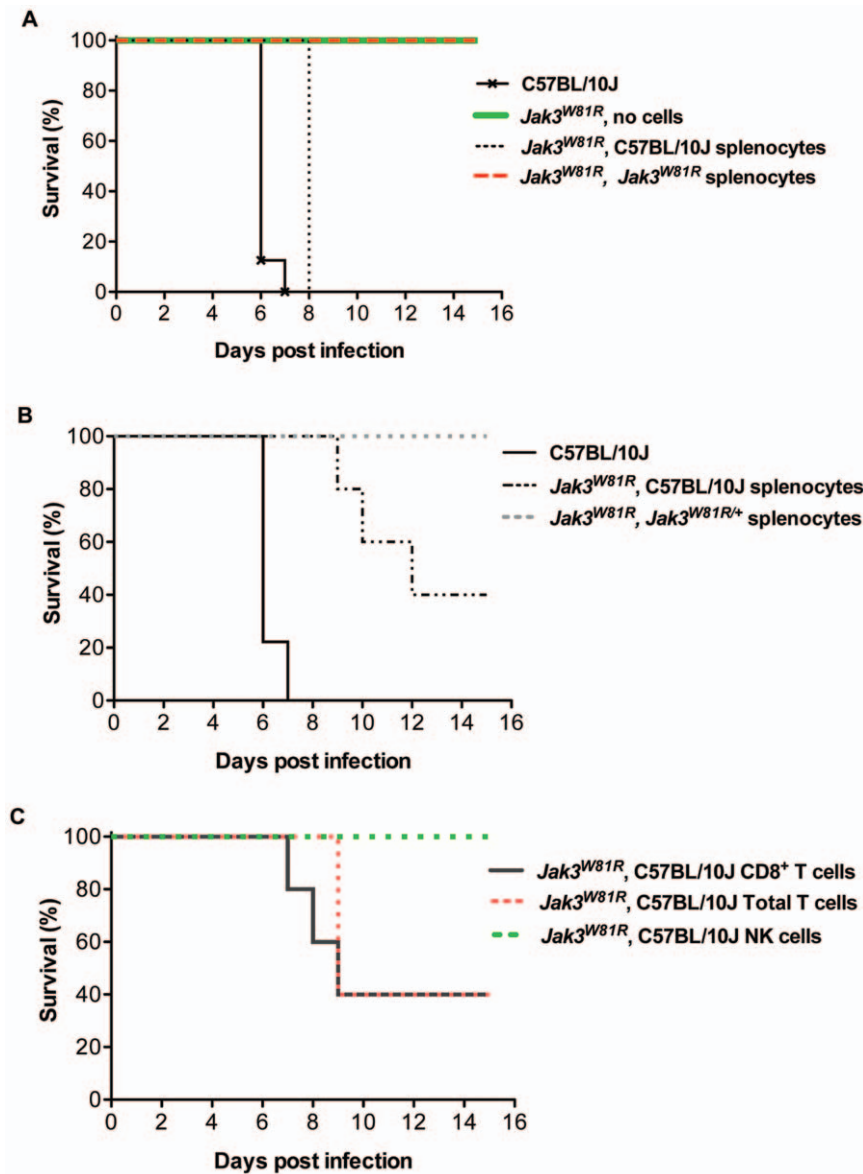 A
100
80
60
40
20
0
Survival (%)
0 2 4 6 8 10 12 14 16
Days post infection
C57BL/10J
Jak3W81R, no cells
Jak3W81R, C57BL/10J splenocytes
Jak3W81R, Jak3W81R splenocytes
B
100
80
60
40
20
0
Survival (%)
0 2 4 6 8 10 12 14 16
Days post infection
C57BL/10J
Jak3W81R, C57BL/10J splenocytes
Jak3W81R, Jak3W81R/+ splenocytes
C
100
80
60
40
20
0
Survival (%)
0 2 4 6 8 10 12 14 16
Days post infection
Jak3W81R, C57BL/10J CD8+ T cells
Jak3W81R, C57BL/10J Total T cells
Jak3W81R, C57BL/10J NK cells